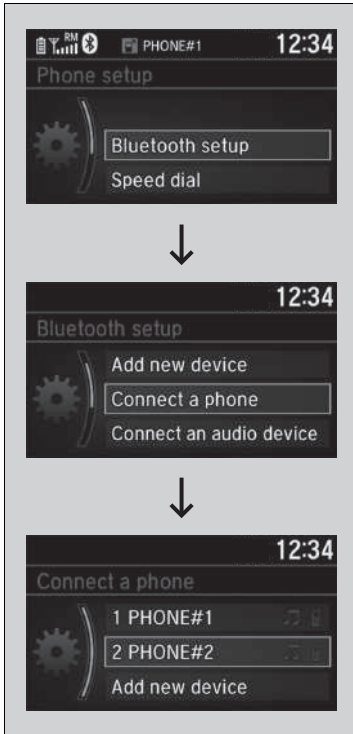 RM PHONE#1 12:34
Phone setup
Bluetooth setup
Speed dial
12:34
Bluetooth setup
Add new device
Connect a phone
Connect an audio device
12:34
Connect a phone
1 PHONE#1
2 PHONE#2
Add new device